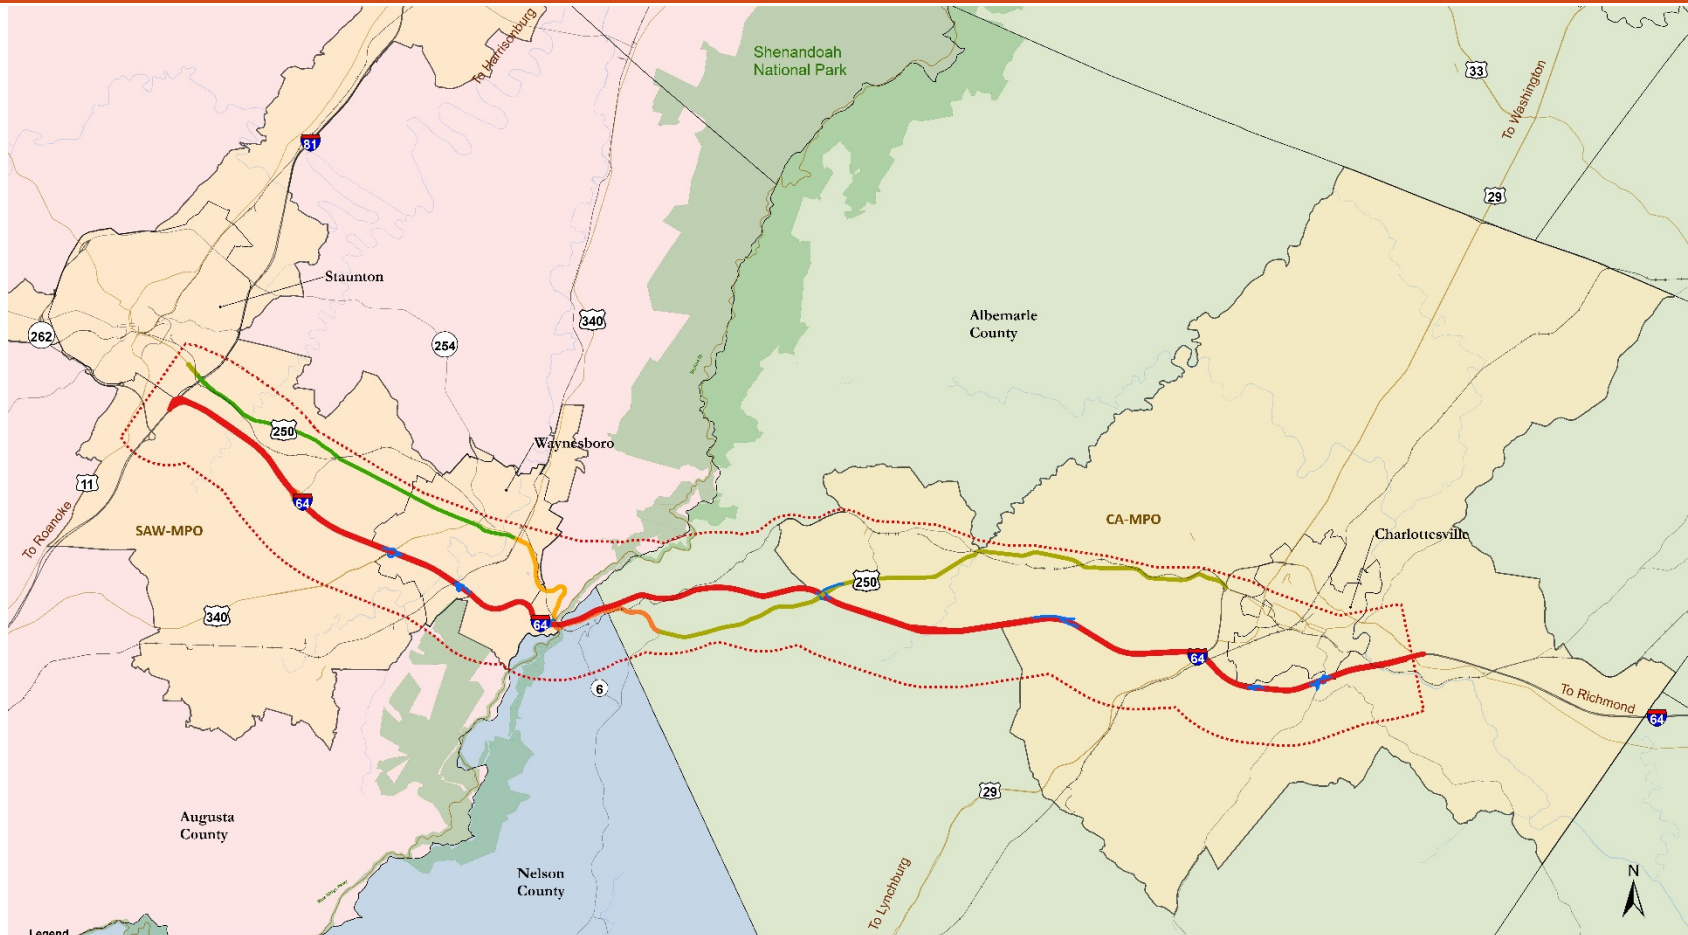 To Harrisonburg
Shenandoah
National Park
33
To Washington
81
29
Staunton
Albemarle
County
340
262
254
250
Waynesboro
11
64
To Roanoke
SAW-MPO
CA-MPO
Charlottesville
250
340
64
64
6
To Richmond
64
29
Augusta
County
Nelson
County
To Lynchburg
N
Legend